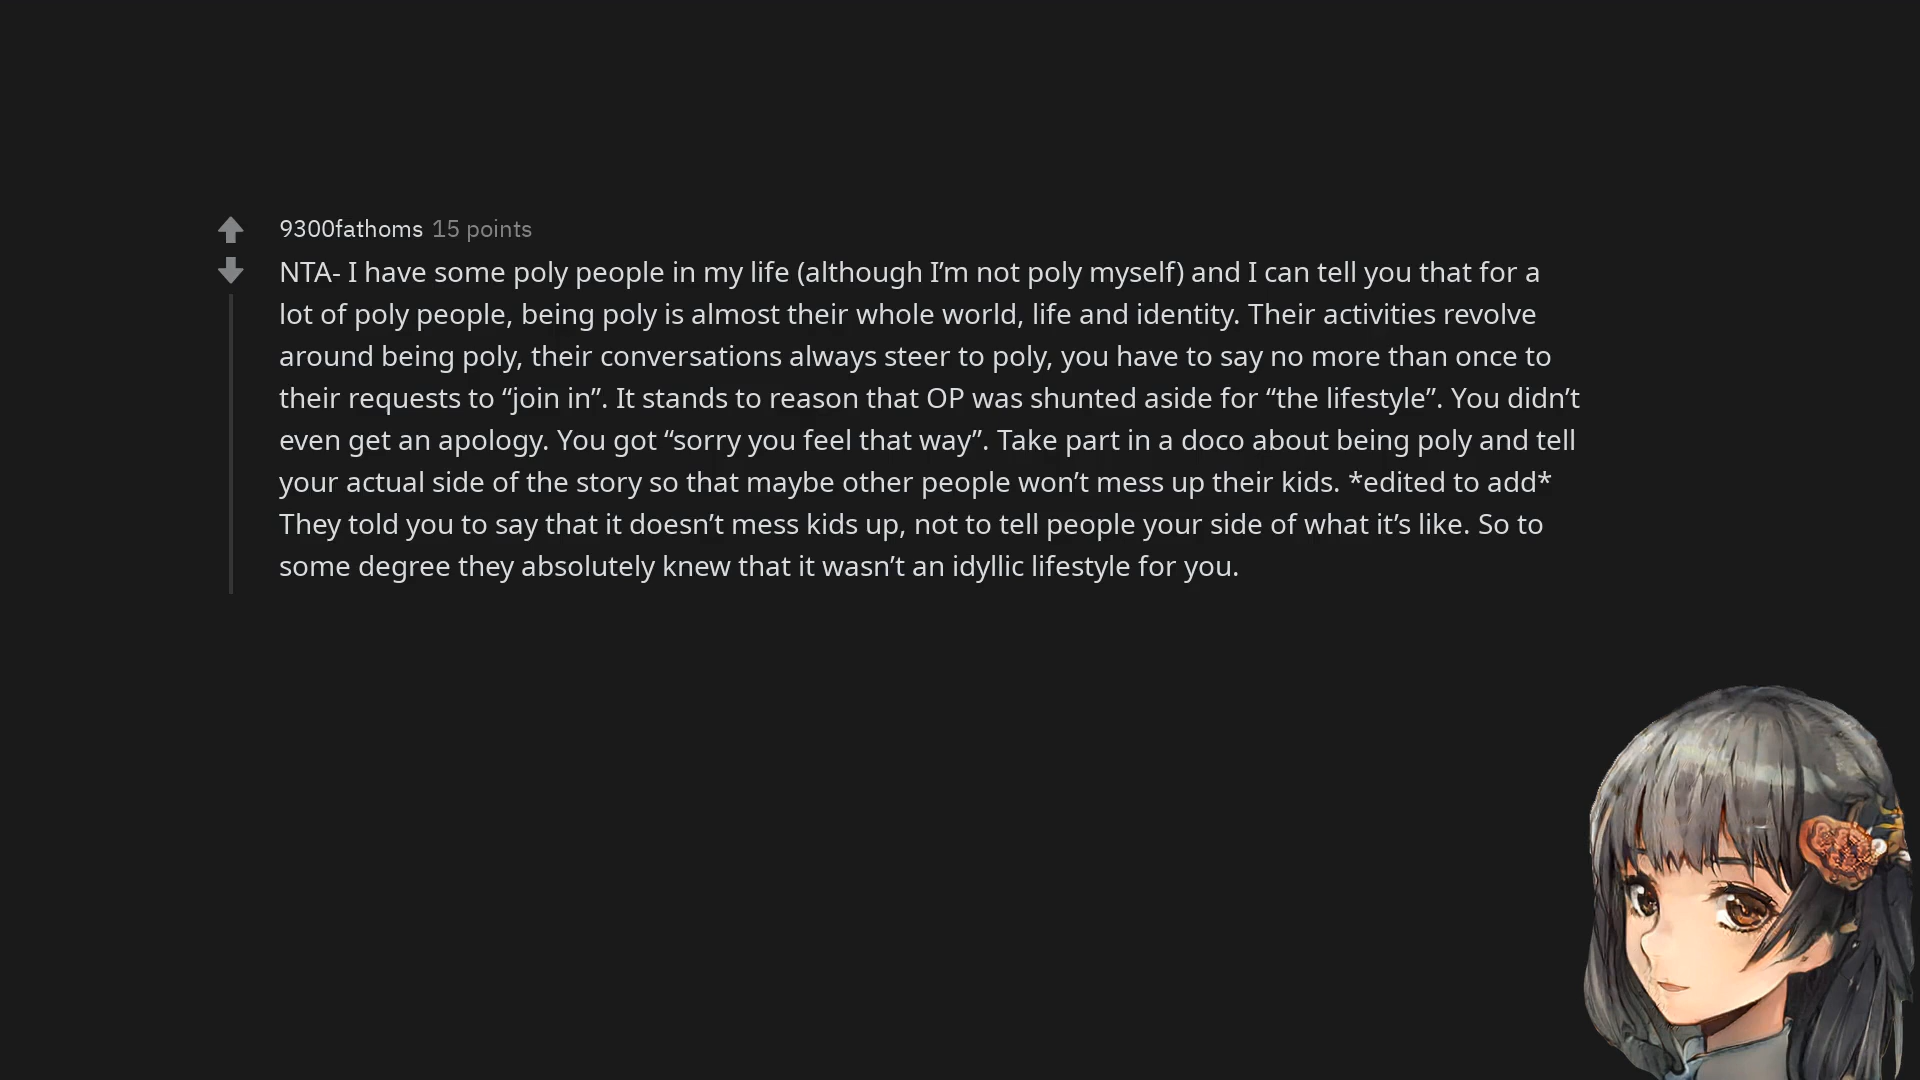 9300fathoms 15 points
NTA- I have some poly people in my life (although I’m not poly myself) and I can tell you that for a
lot of poly people, being poly is almost their whole world, life and identity. Their activities revolve
around being poly, their conversations always steer to poly, you have to say no more than once to
their requests to “join in”. It stands to reason that OP was shunted aside for “the lifestyle”. You didn’t
even get an apology. You got “sorry you feel that way”. Take part in a doco about being poly and tell
your actual side of the story so that maybe other people won’t mess up their kids. *edited to add*
They told you to say that it doesn’t mess kids up, not to tell people your side of what it’s like. So to
some degree they absolutely knew that it wasn’t an idyllic lifestyle for you.